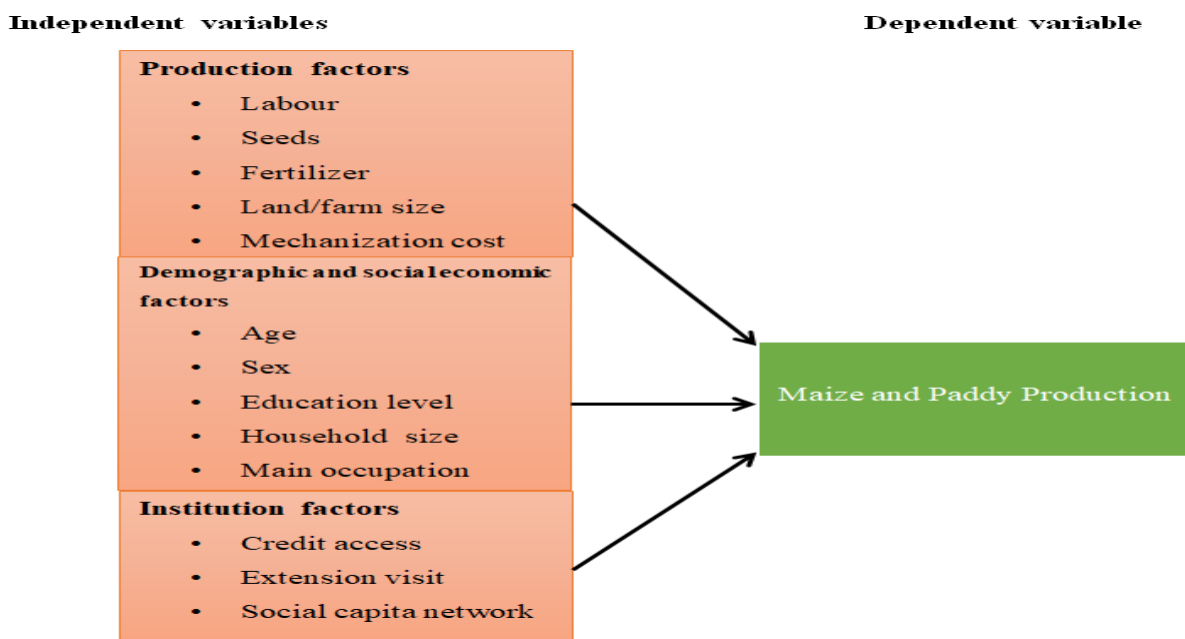 Independent variables
Dependent variable
Production factors
• Labour
• Seeds
• Fertilizer
• Land/farm size
• Mechanization cost
Demographic and social economic
factors
• Age
• Sex
• Education level
• Household size
• Main occupation
Institution factors
• Credit access
• Extension visit
• Social capita network
Maize and Paddy Production